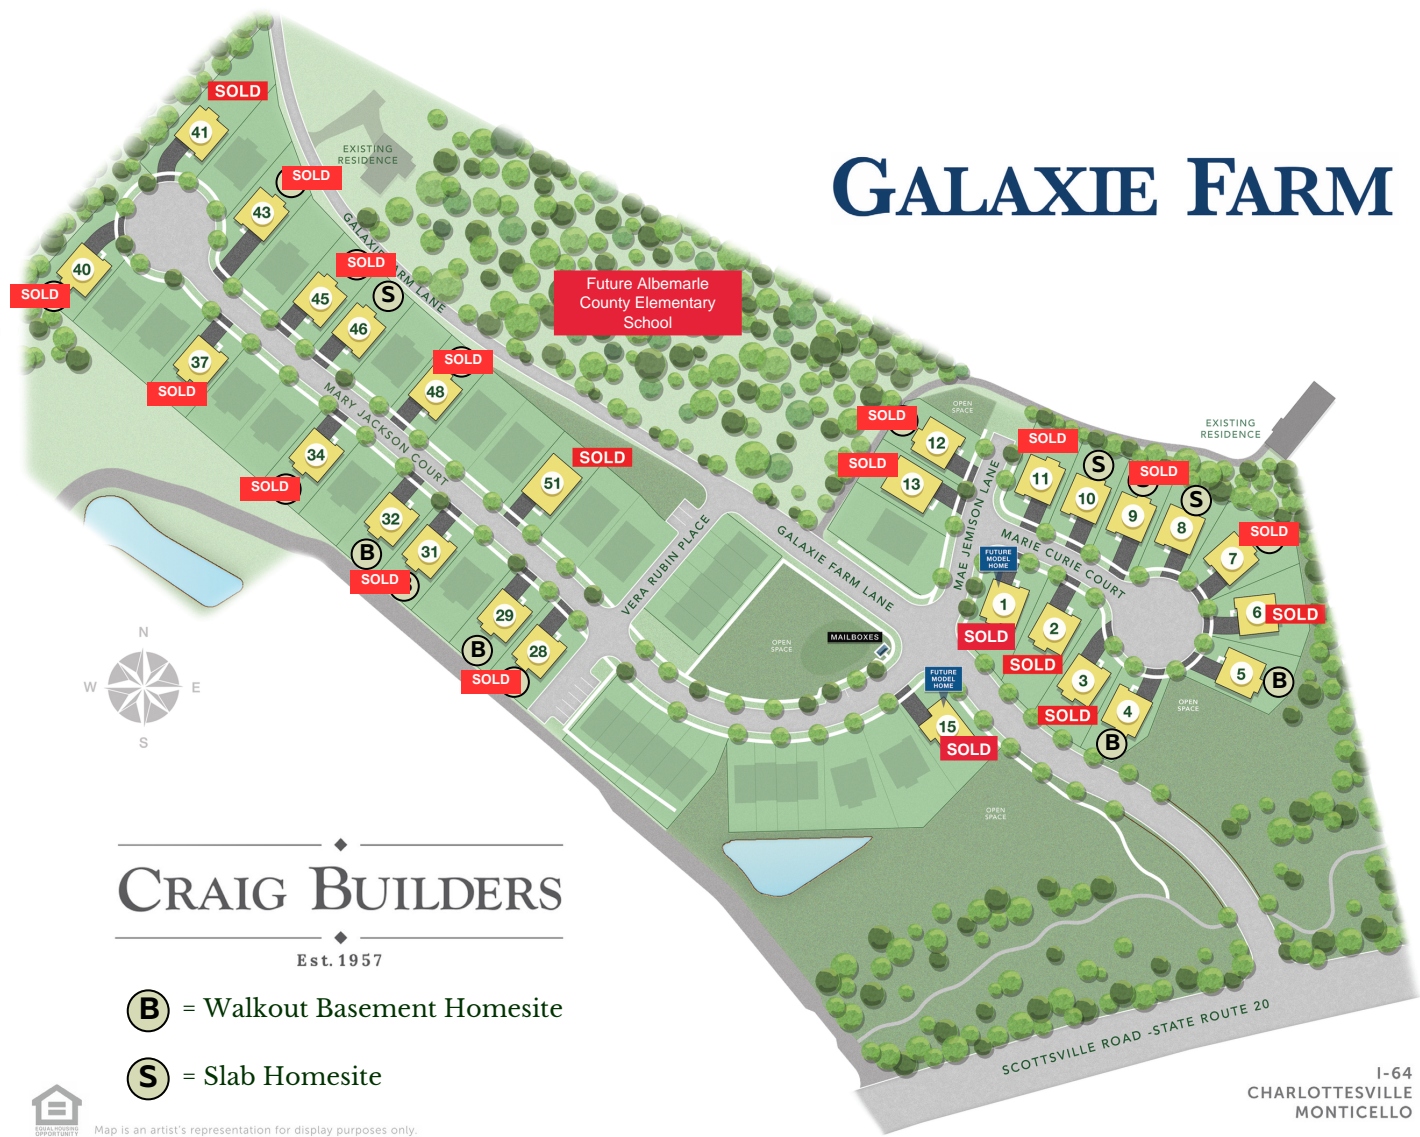 GALAXIE FARM
SOLD
41
EXISTING
RESIDENCE
SOLD
43
GALAXIE FARM LANE
SOLD
40
SOLD
45
S
46
Future Albemarle
County Elementary
School
37
SOLD
SOLD
48
MARY JACKSON COURT
34
SOLD
SOLD
51
32
B
31
SOLD
29
B
28
SOLD
VERA RUBIN PLACE
GALAXIE FARM LANE
OPEN
SPACE
MAILBOXES
OPEN
SPACE
SOLD
12
SOLD
13
MAE JEMISON LANE
SOLD
11
S
10
SOLD
9
S
8
EXISTING
RESIDENCE
SOLD
7
MARIE CURIE COURT
FUTURE
MODEL
HOME
1
SOLD
2
SOLD
3
SOLD
4
B
5
B
6
SOLD
OPEN
SPACE
FUTURE
MODEL
HOME
15
SOLD
OPEN
SPACE
N
W
E
S
CRAIG BUILDERS
Est. 1957
B = Walkout Basement Homesite
S = Slab Homesite
EQUAL HOUSING
OPPORTUNITY
Map is an artist's representation for display purposes only.
SCOTTSVILLE ROAD -STATE ROUTE 20
I-64
CHARLOTTESVILLE
MONTICELLO